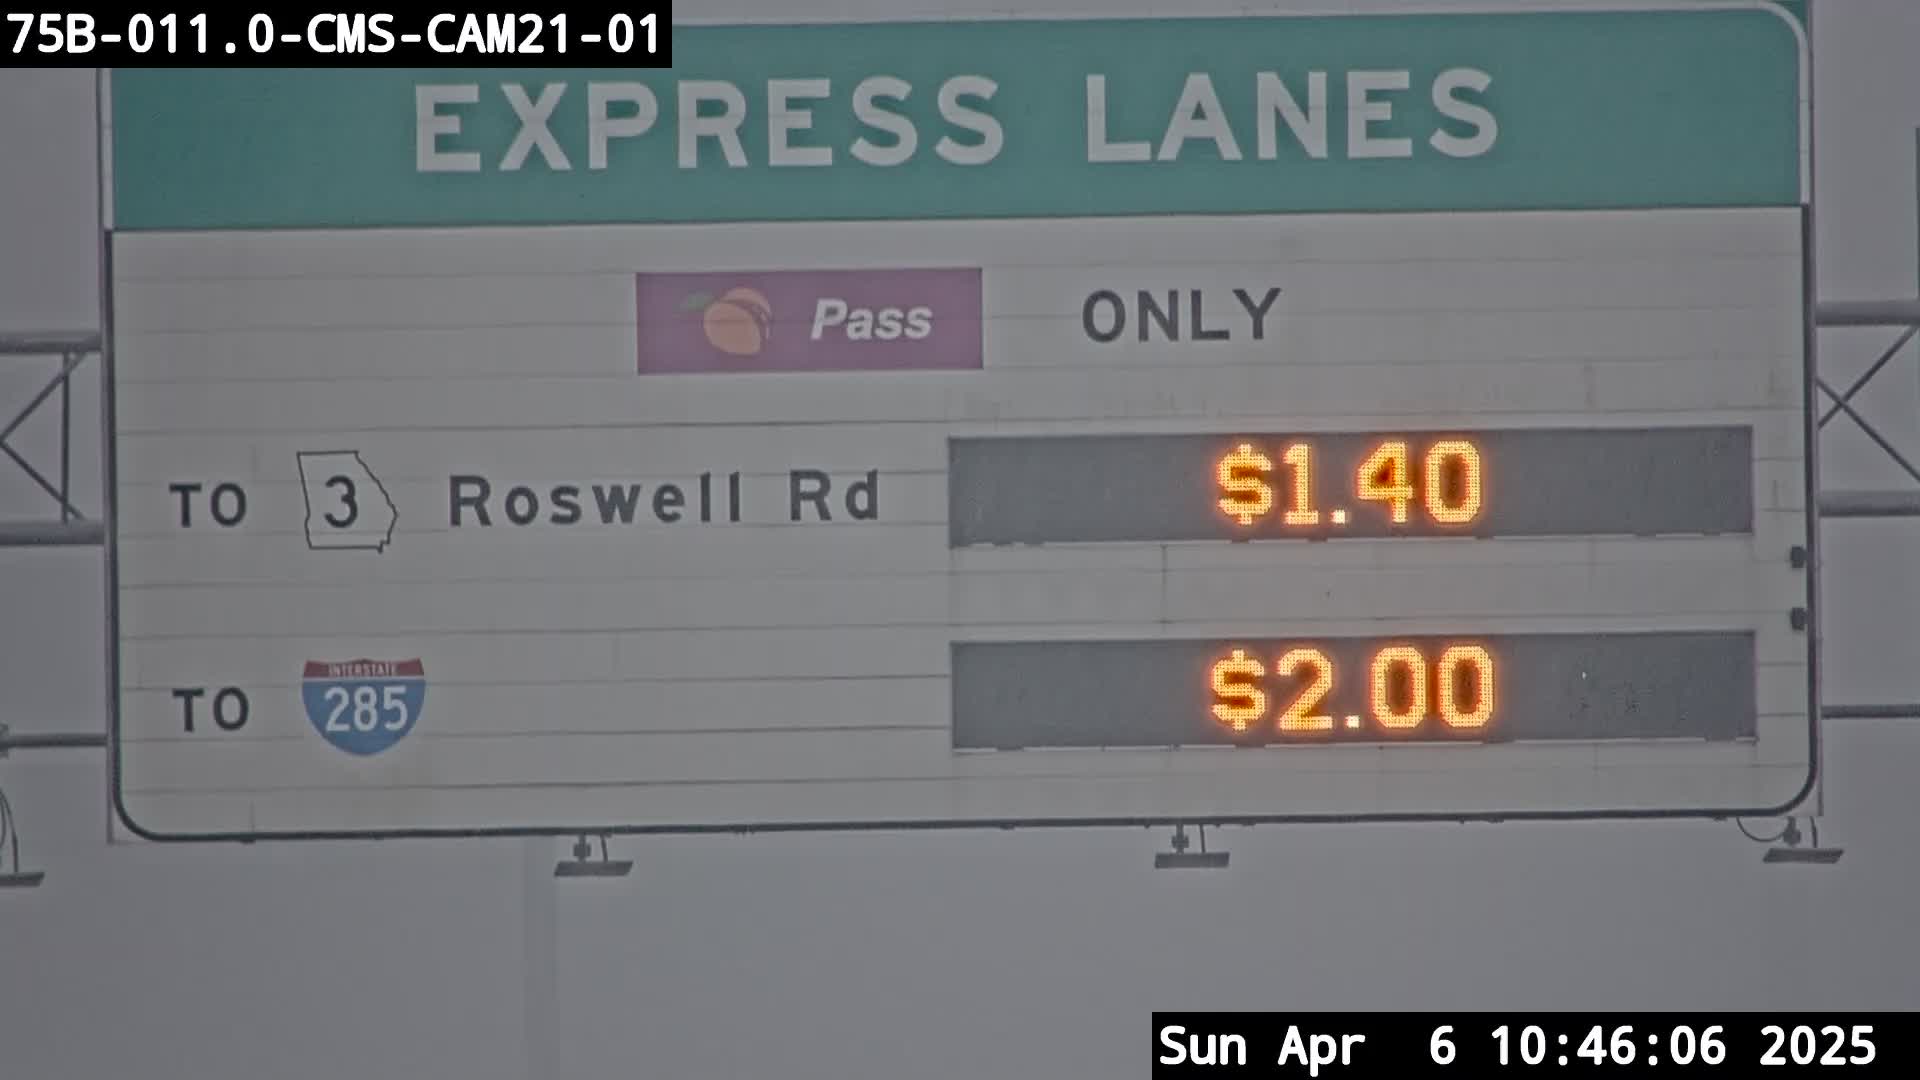 75B-011.0-CMS-CAM21-01
EXPRESS LANES
Pass ONLY
TO 3 Roswell Rd $1.40
INTERSTATE
TO 285 $2.00
Sun Apr 6 10:46:06 2025